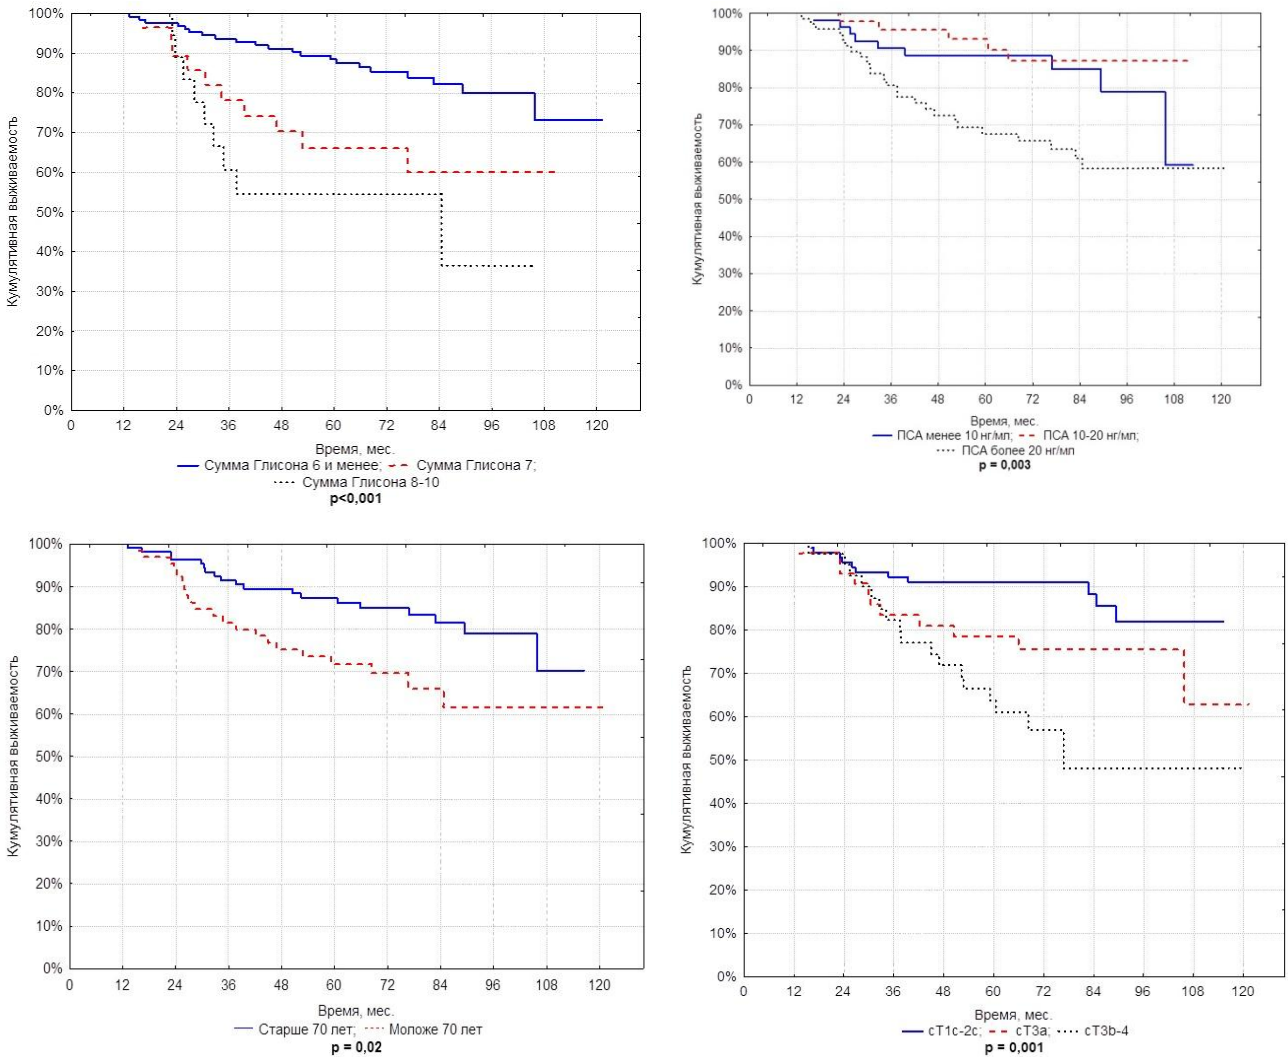 100%
90%
80%
70%
60%
50%
40%
30%
20%
10%
0%
Кумулятивная выживаемость
0 12 24 36 48 60 72 84 96 108 120
Время, мес.
Сумма Глисона 6 и менее; Сумма Глисона 7;
Сумма Глисона 8-10
p<0,001
100%
90%
80%
70%
60%
50%
40%
30%
20%
10%
0%
Кумулятивная выживаемость
0 12 24 36 48 60 72 84 96 108 120
Время, мес.
ПСА менее 10 нг/мл; ПСА 10-20 нг/мл;
ПСА более 20 нг/мл
p = 0,003
100%
90%
80%
70%
60%
50%
40%
30%
20%
10%
0%
Кумулятивная выживаемость
0 12 24 36 48 60 72 84 96 108 120
Время, мес.
Старше 70 лет; Моложе 70 лет
p = 0,02
100%
90%
80%
70%
60%
50%
40%
30%
20%
10%
0%
Кумулятивная выживаемость
0 12 24 36 48 60 72 84 96 108 120
Время, мес.
cT1c-2c; cT3a; cT3b-4
p = 0,001